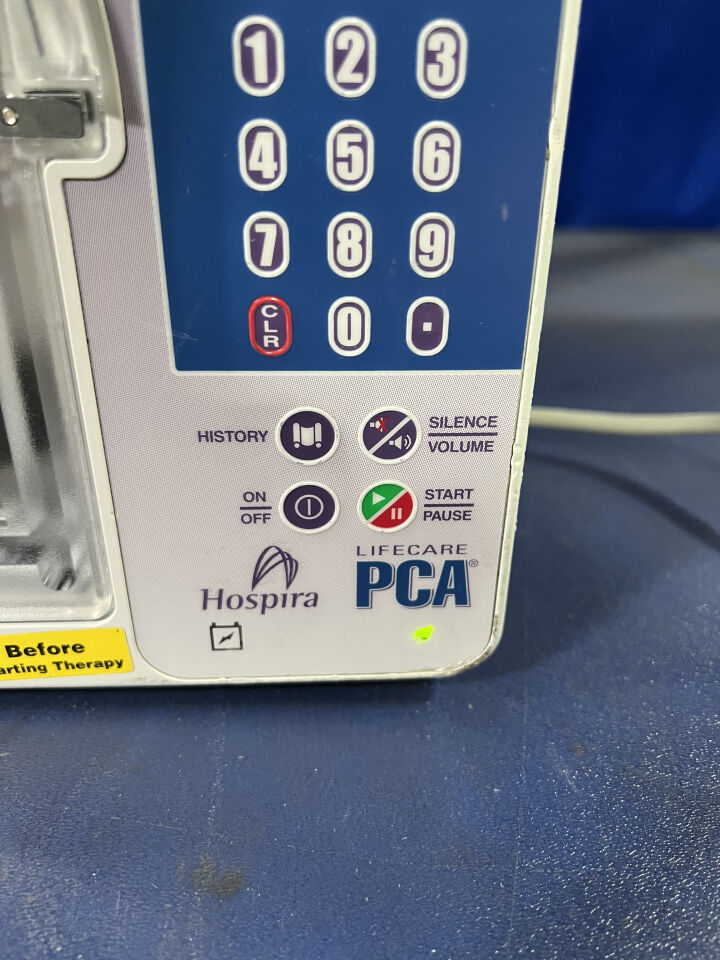 1 2 3
4 5 6
7 8 9
CLR 0 .
HISTORY
SILENCE
VOLUME
ON
OFF
START
PAUSE
Hospira
LIFECARE
PCA®
Before
arting Therapy